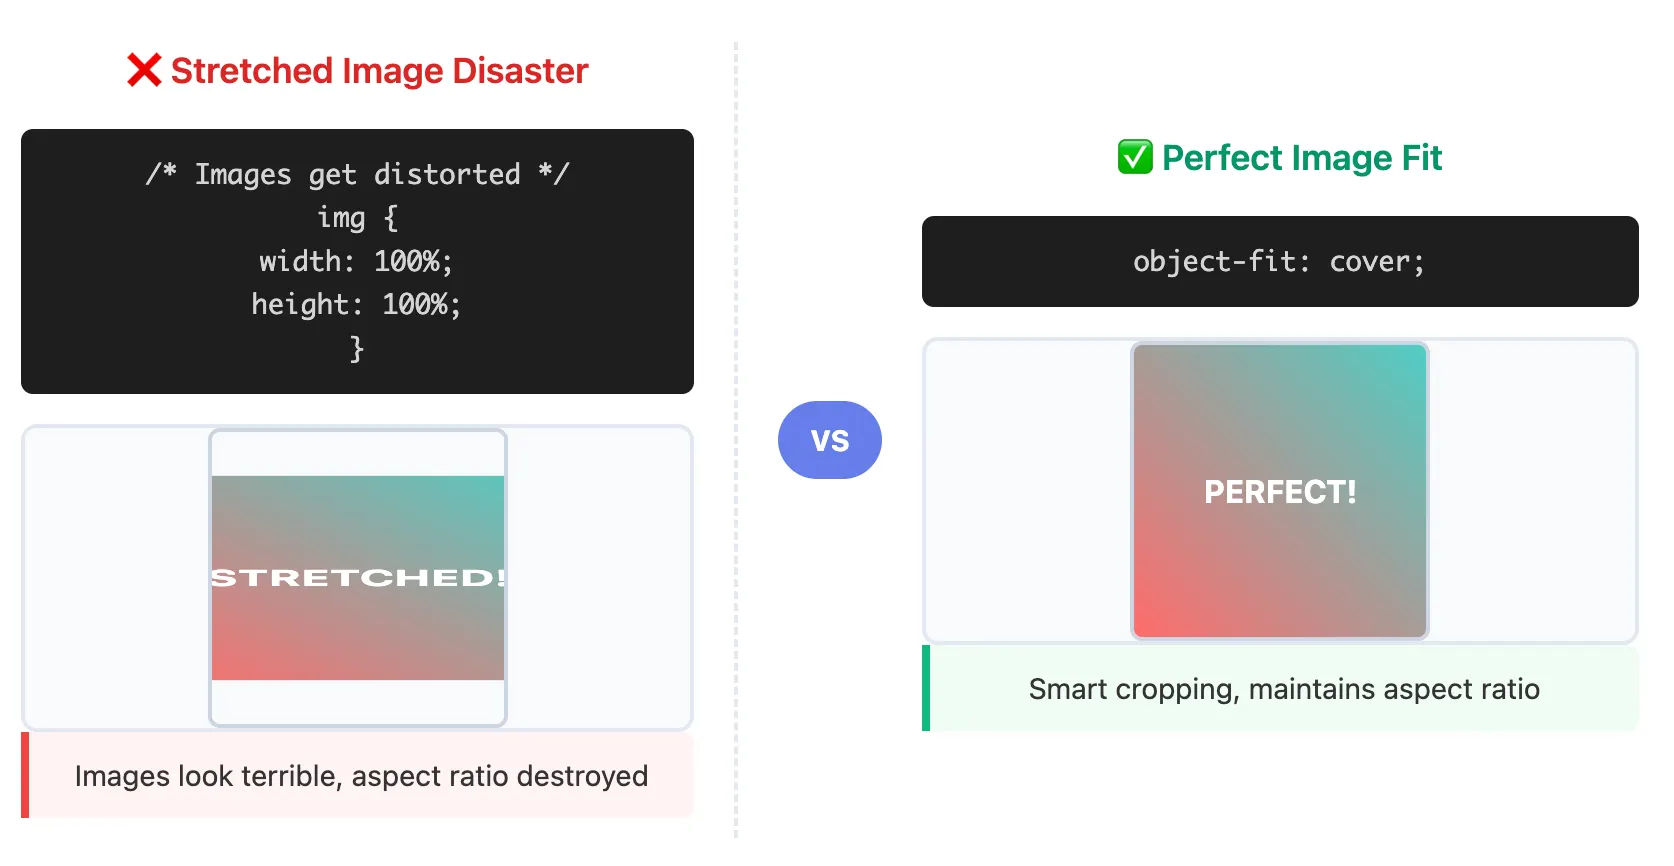 ❌ Stretched Image Disaster
/* Images get distorted */
img {
width: 100%;
height: 100%;
}
STRETCHED!
Images look terrible, aspect ratio destroyed
VS
✅ Perfect Image Fit
object-fit: cover;
PERFECT!
Smart cropping, maintains aspect ratio